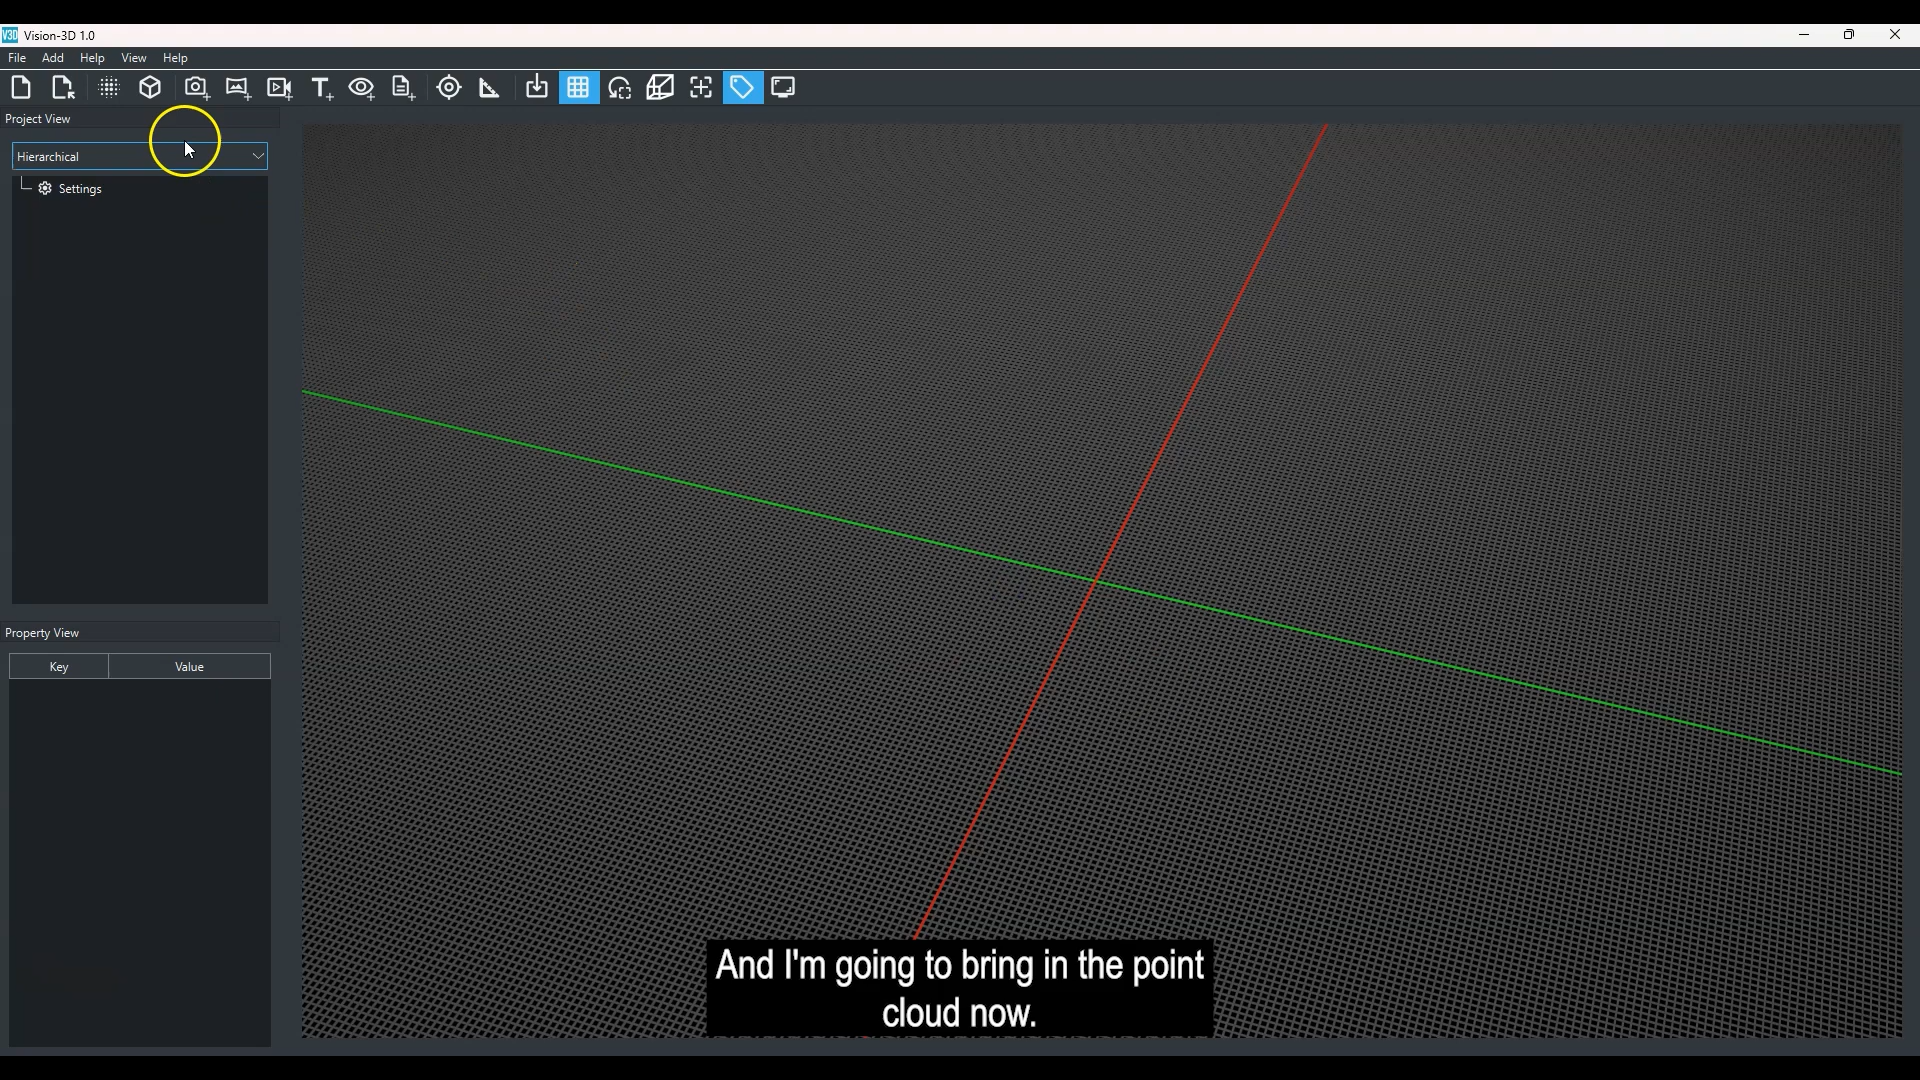 V3D Vision-3D 1.0
File Add Help View Help
Project View
Hierarchical
Settings
Property View
Key Value
And I'm going to bring in the point
cloud now.